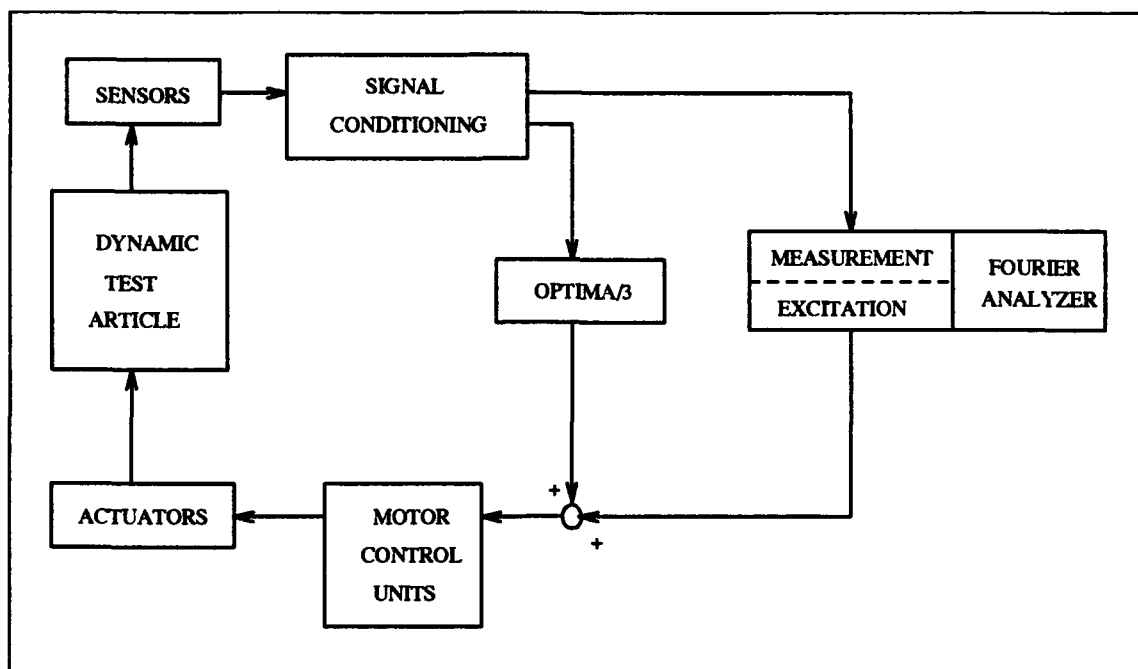 SENSORS
SIGNAL
CONDITIONING
DYNAMIC
TEST
ARTICLE
OPTIMA/3
MEASUREMENT
EXCITATION
FOURIER
ANALYZER
ACTUATORS
MOTOR
CONTROL
UNITS
+
+